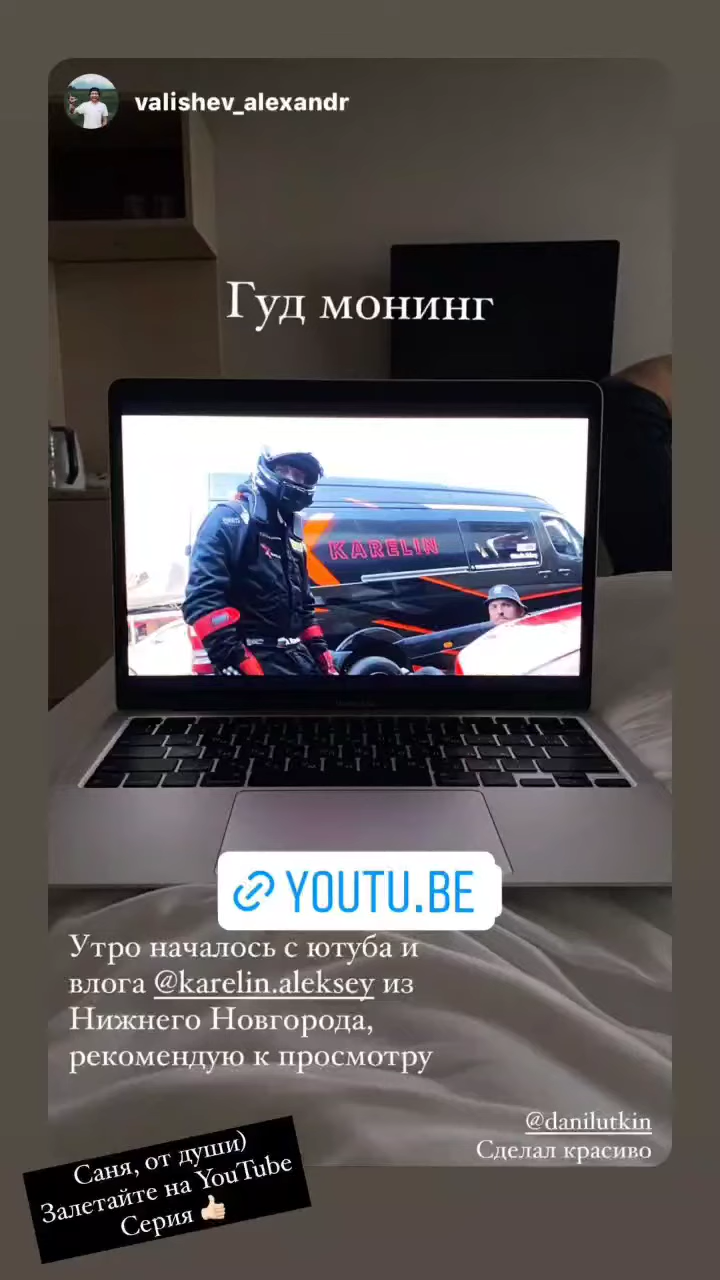 valishev_alexandr
Гуд монинг
KARELIN
YOUTU.BE
Утро началось с ютуба и
влога @karelin.aleksey из
Нижнего Новгорода,
рекомендую к просмотру
@danilutkin
Сделал красиво
Саня, от души)
Залетайте на YouTube
Серия 👍🏻